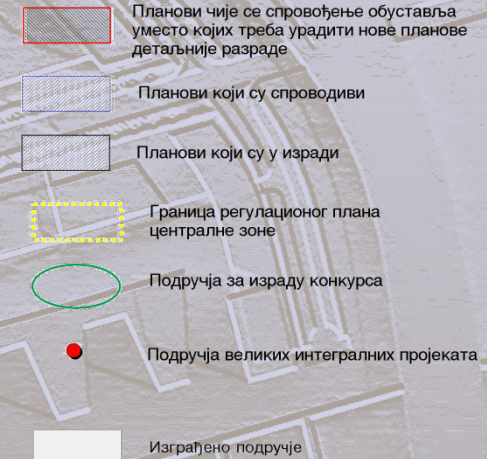 Планови чије се спровођење обуставља
уместо којих треба урадити нове планове
детаљније разраде
Планови који су спроводиви
Планови који су у изради
Граница регулационог плана
централне зоне
Подручја за израду конкурса
Подручја великих интегралних пројеката
Изграђено подручје